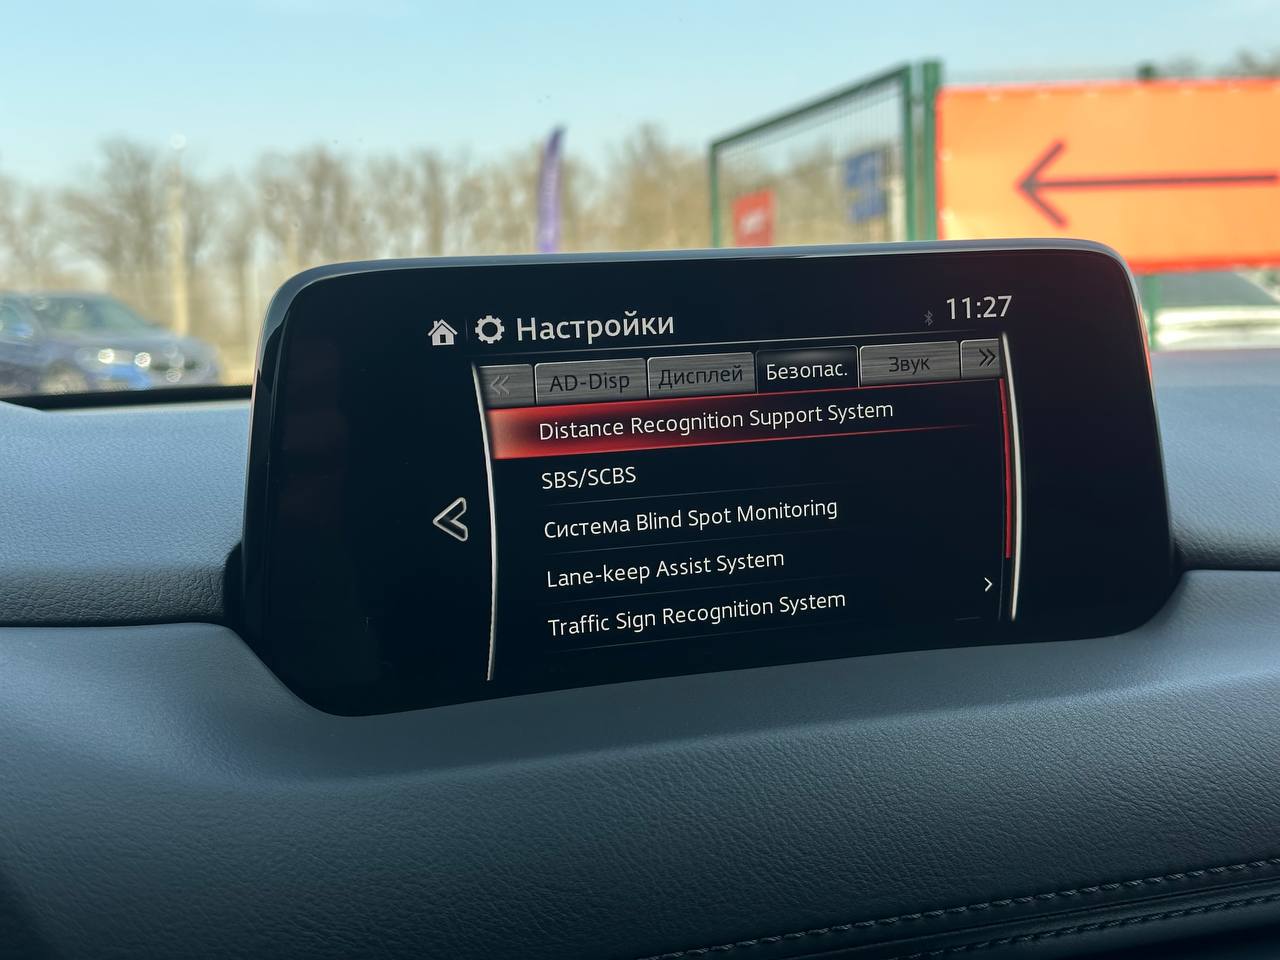 Настройки 11:27
« AD-Disp Дисплей Безопас. Звук »
Distance Recognition Support System
SBS/SCBS
Система Blind Spot Monitoring
Lane-keep Assist System
Traffic Sign Recognition System